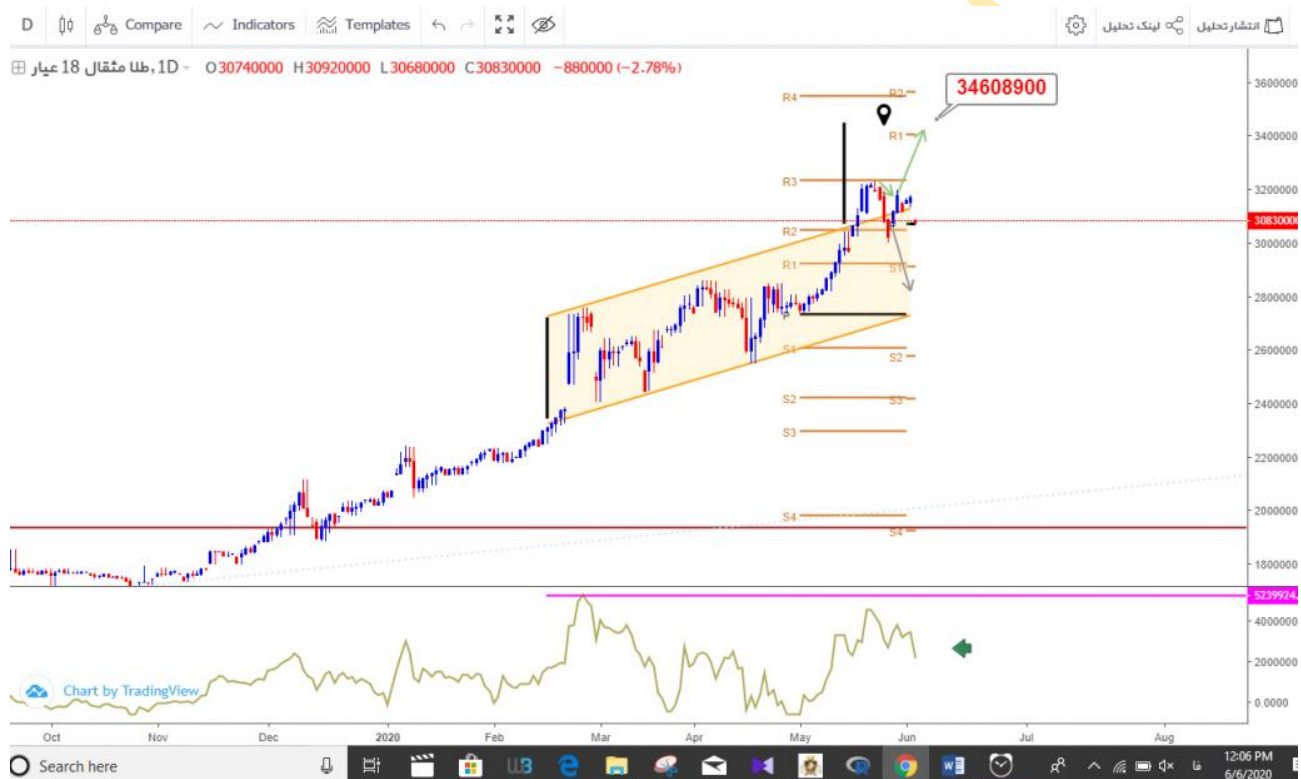 D Compare Indicators Templates انتشار تحلیل لینک تحلیل
طلا مثقال 18 عیار, 1D O30740000 H30920000 L30680000 C30830000 −880000 (−2.78%)
3600000
R4 R2 34608900
3400000
R1
R3 3200000
30830000
R2 3000000
R1 S1
2800000
P
S1 2600000
S2
S2 S3 2400000
S3
2200000
S4 2000000
S4
1800000
5239924.
4000000
2000000
Chart by TradingView 0.0000
Oct Nov Dec 2020 Feb Mar Apr May Jun Jul Aug
Search here فا 12:06 PM
6/6/2020